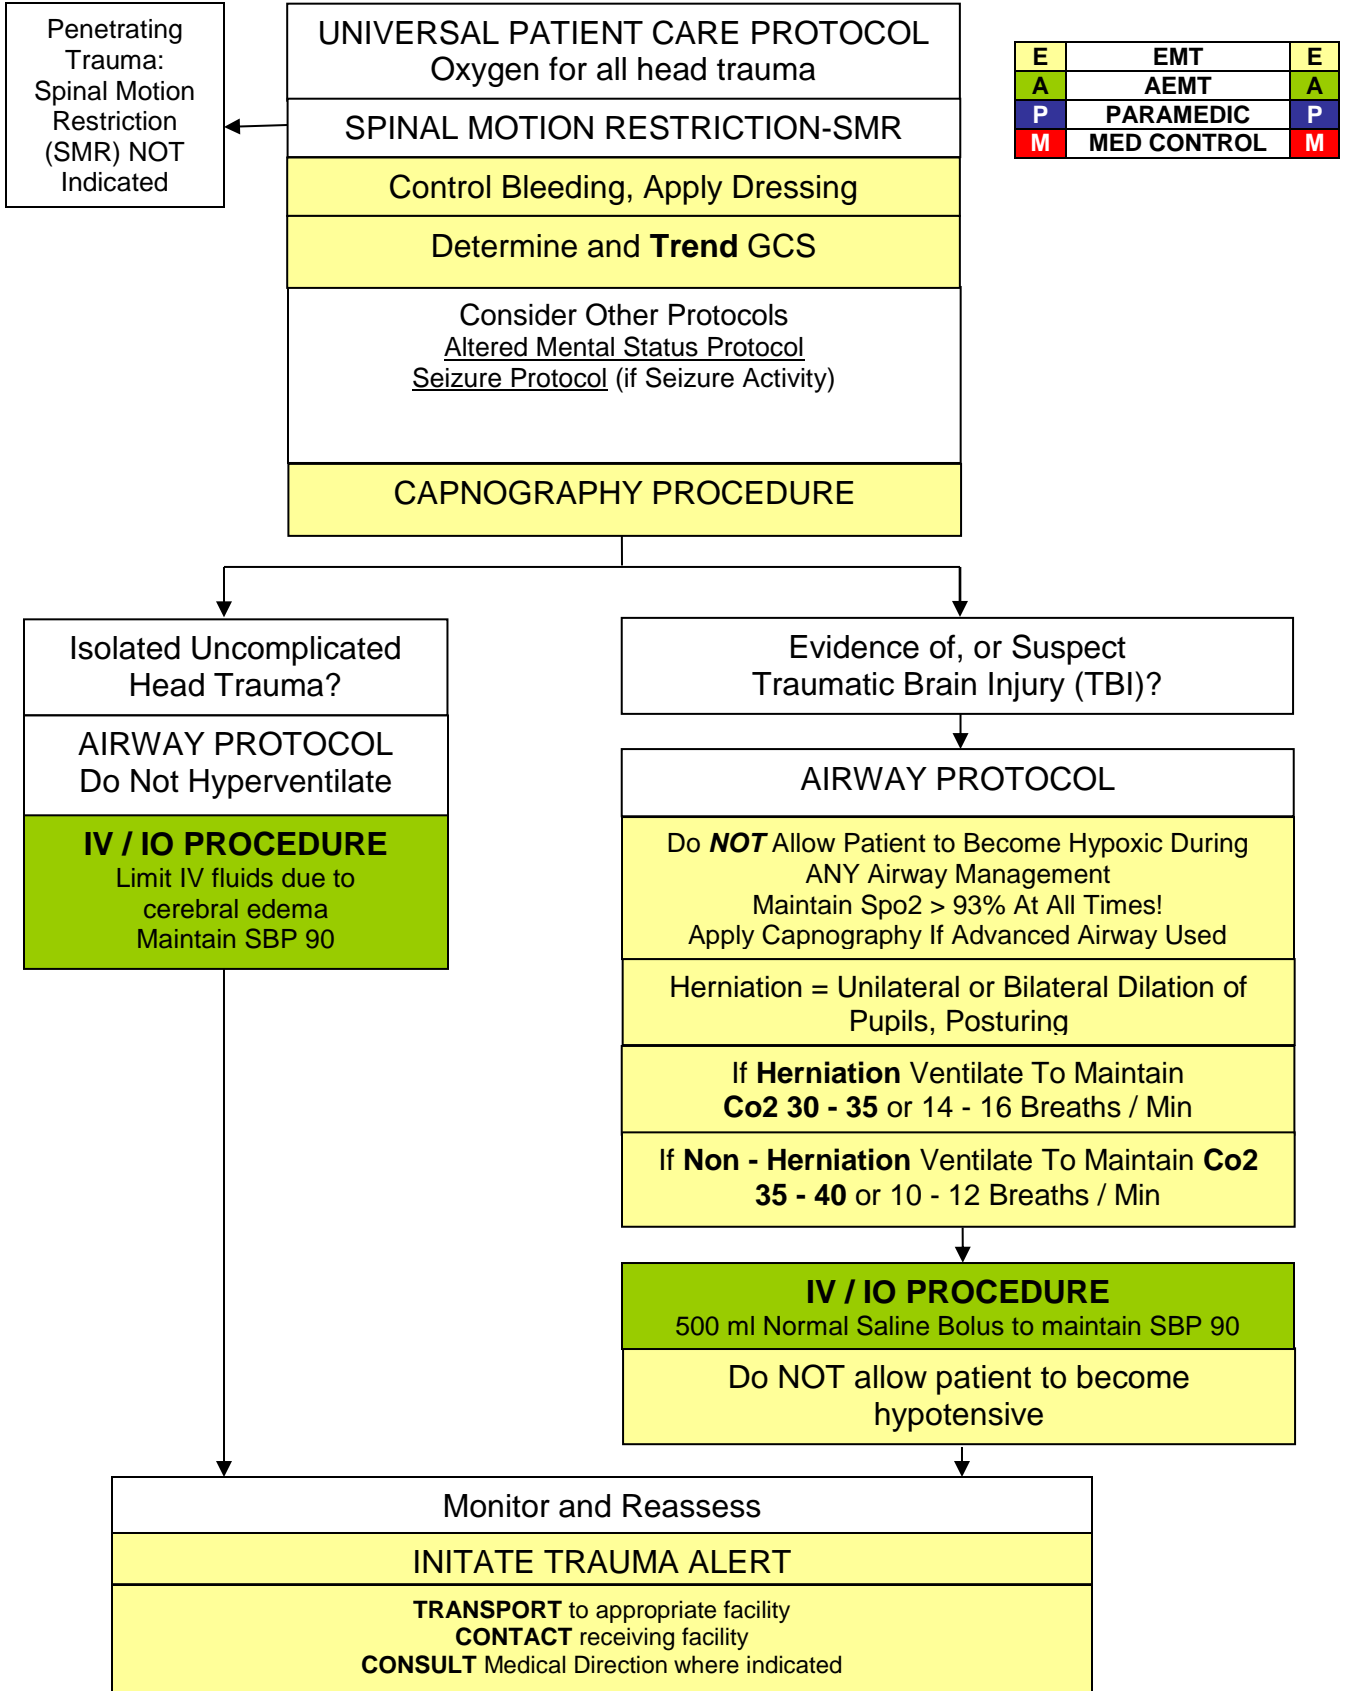 Penetrating
Trauma:
Spinal Motion
Restriction
(SMR) NOT
Indicated
UNIVERSAL PATIENT CARE PROTOCOL
Oxygen for all head trauma
SPINAL MOTION RESTRICTION-SMR
Control Bleeding, Apply Dressing
Determine and Trend GCS
Consider Other Protocols
Altered Mental Status Protocol
Seizure Protocol (if Seizure Activity)
CAPNOGRAPHY PROCEDURE
E EMT E
A AEMT A
P PARAMEDIC P
M MED CONTROL M
Isolated Uncomplicated
Head Trauma?
AIRWAY PROTOCOL
Do Not Hyperventilate
IV / IO PROCEDURE
Limit IV fluids due to
cerebral edema
Maintain SBP 90
Evidence of, or Suspect
Traumatic Brain Injury (TBI)?
AIRWAY PROTOCOL
Do NOT Allow Patient to Become Hypoxic During
ANY Airway Management
Maintain Spo2 > 93% At All Times!
Apply Capnography If Advanced Airway Used
Herniation = Unilateral or Bilateral Dilation of
Pupils, Posturing
If Herniation Ventilate To Maintain
Co2 30 - 35 or 14 - 16 Breaths / Min
If Non - Herniation Ventilate To Maintain Co2
35 - 40 or 10 - 12 Breaths / Min
IV / IO PROCEDURE
500 ml Normal Saline Bolus to maintain SBP 90
Do NOT allow patient to become
hypotensive
Monitor and Reassess
INITATE TRAUMA ALERT
TRANSPORT to appropriate facility
CONTACT receiving facility
CONSULT Medical Direction where indicated